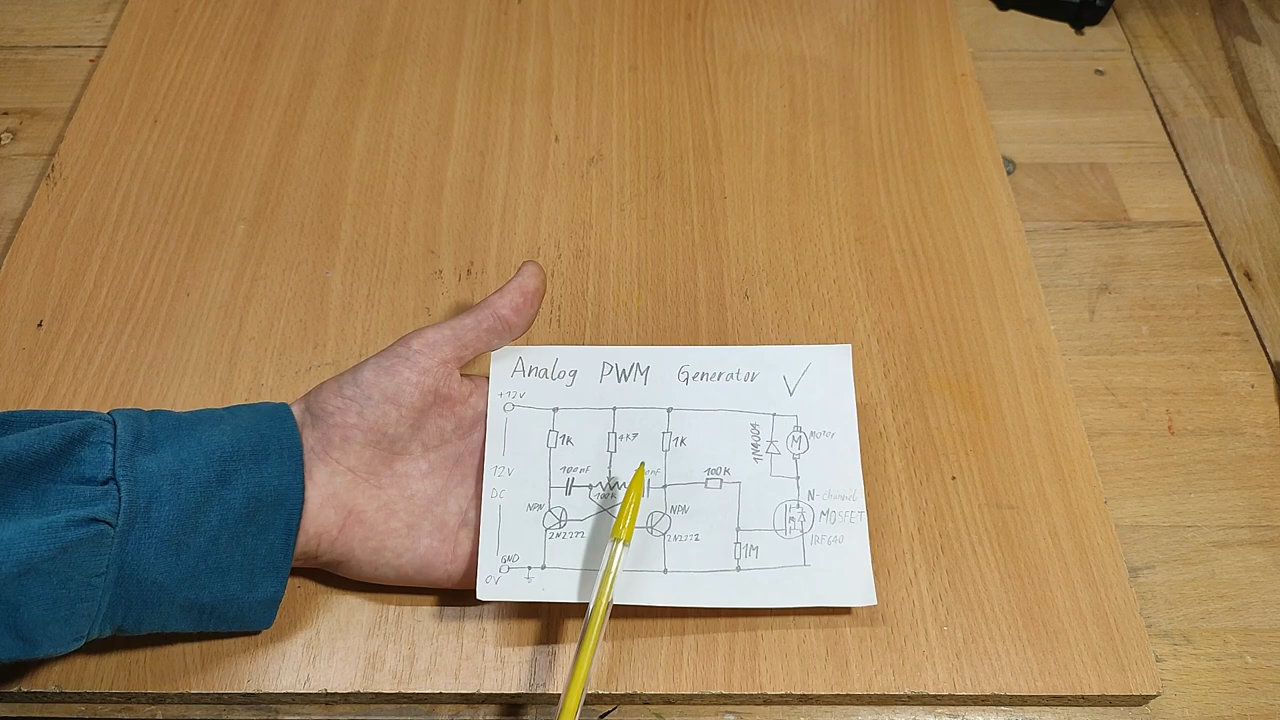 Analog PWM Generator ✓
+12V
1K
4K7
1K
1N4004
M
Motor
12V
DC
100nF
100K
100K
NPN
2N2222
NPN
2N2222
N-channel
MOSFET
IRF640
1M
GND
0V